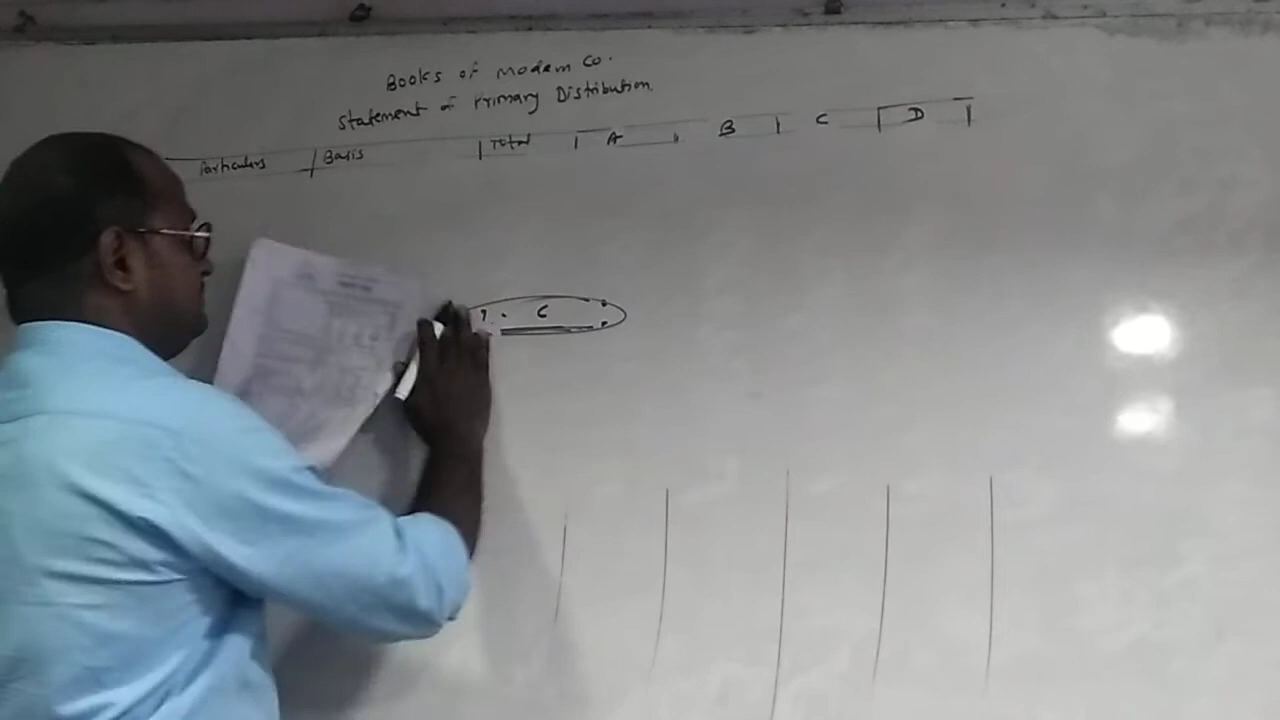 Books of Modern Co.
Statement of Primary Distribution.
Particulars Basis Total A B C D